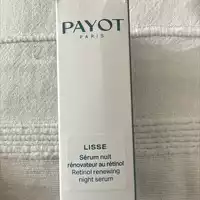 PAYOT
PARIS
LISSE
Sérum nuit
rénovateur au rétinol
Retinol renewing
night serum